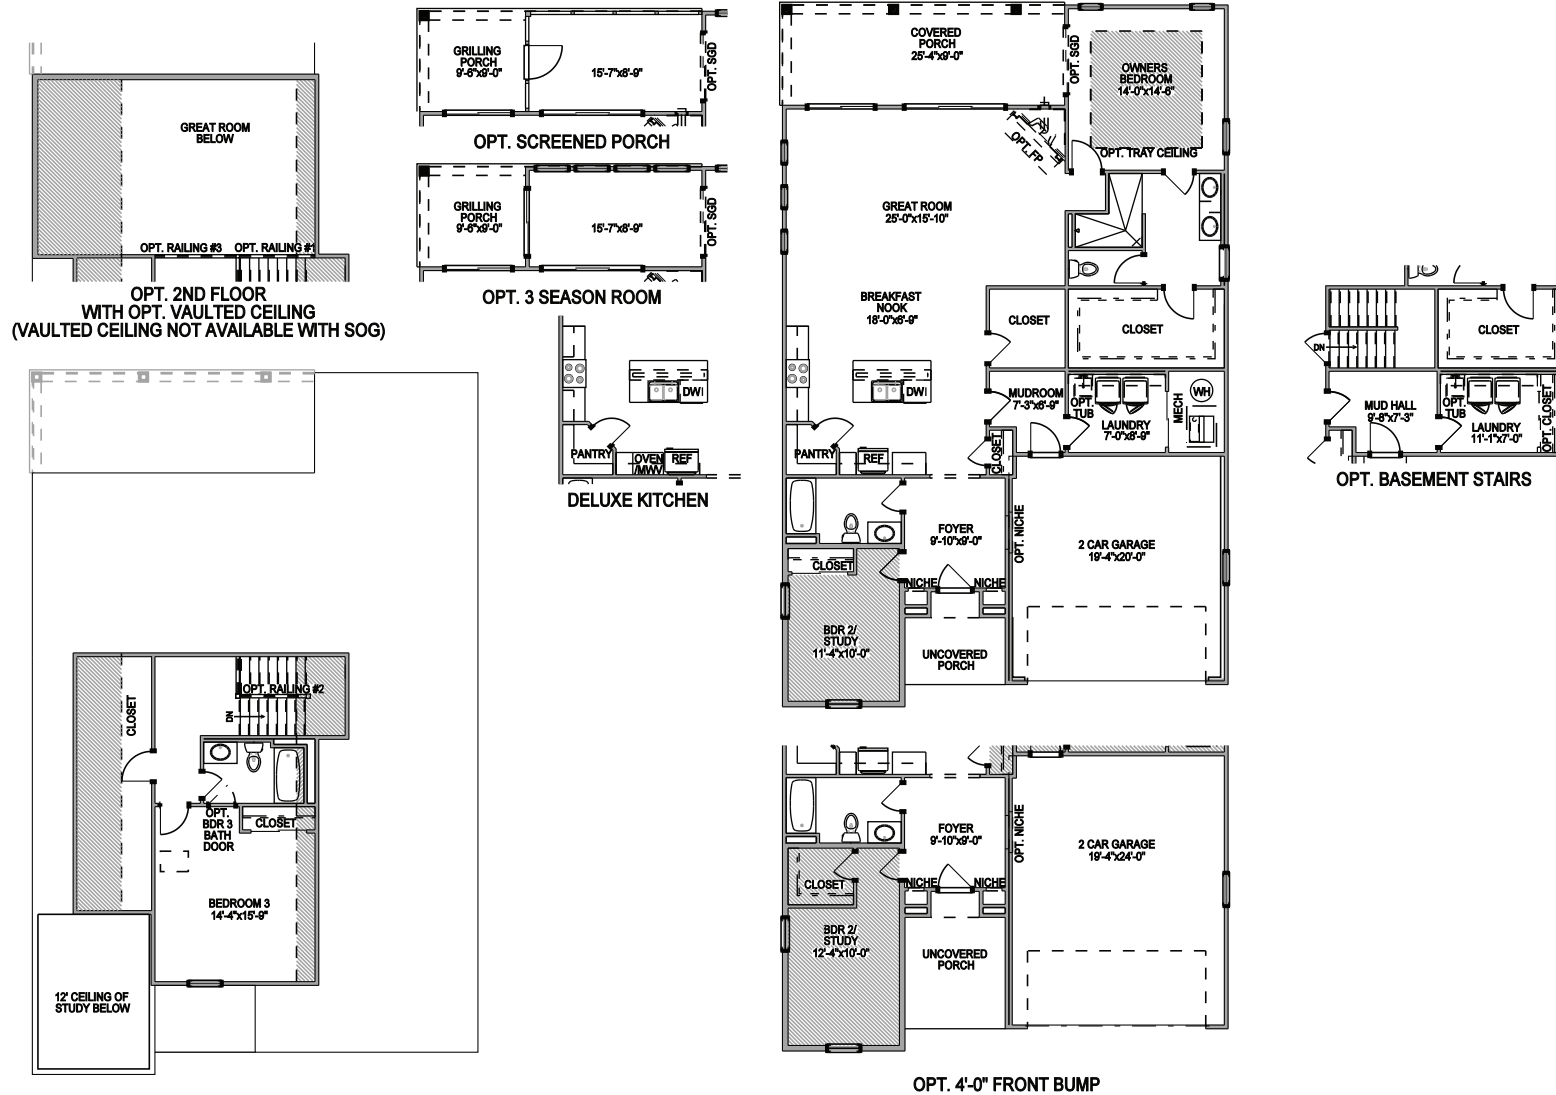 GREAT ROOM
BELOW
OPT. RAILING #3
OPT. RAILING #1
OPT. 2ND FLOOR
WITH OPT. VAULTED CEILING
(VAULTED CEILING NOT AVAILABLE WITH SOG)
GRILLING
PORCH
9'-6"x9'-0"
15'-7"x8'-9"
OPT. SGD
OPT. SCREENED PORCH
GRILLING
PORCH
9'-6"x9'-0"
15'-7"x8'-9"
OPT. SGD
OPT. 3 SEASON ROOM
DW
PANTRY
OVEN
/MW
REF
DELUXE KITCHEN
COVERED
PORCH
25'-4"x9'-0"
OPT. SGD
OWNERS
BEDROOM
14'-0"x14'-6"
OPT. TRAY CEILING
OPT. FP
GREAT ROOM
25'-0"x15'-10"
BREAKFAST
NOOK
18'-0"x6'-9"
CLOSET
CLOSET
DW
MUDROOM
7'-3"x6'-9"
OPT.
TUB
LAUNDRY
7'-0"x8'-9"
MECH
WH
PANTRY
REF
CLOSET
FOYER
9'-10"x9'-0"
OPT. NICHE
2 CAR GARAGE
19'-4"x20'-0"
CLOSET
NICHE
NICHE
BDR 2/
STUDY
11'-4"x10'-0"
UNCOVERED
PORCH
CLOSET
DN
MUD HALL
9'-8"x7'-3"
OPT.
TUB
LAUNDRY
11'-1"x7'-0"
OPT. CLOSET
OPT. BASEMENT STAIRS
CLOSET
OPT. RAILING #2
DN
OPT.
BDR 3
BATH
DOOR
CLOSET
BEDROOM 3
14'-4"x15'-9"
12' CEILING OF
STUDY BELOW
FOYER
9'-10"x9'-0"
OPT. NICHE
2 CAR GARAGE
19'-4"x24'-0"
CLOSET
NICHE
NICHE
BDR 2/
STUDY
12'-4"x10'-0"
UNCOVERED
PORCH
OPT. 4'-0" FRONT BUMP